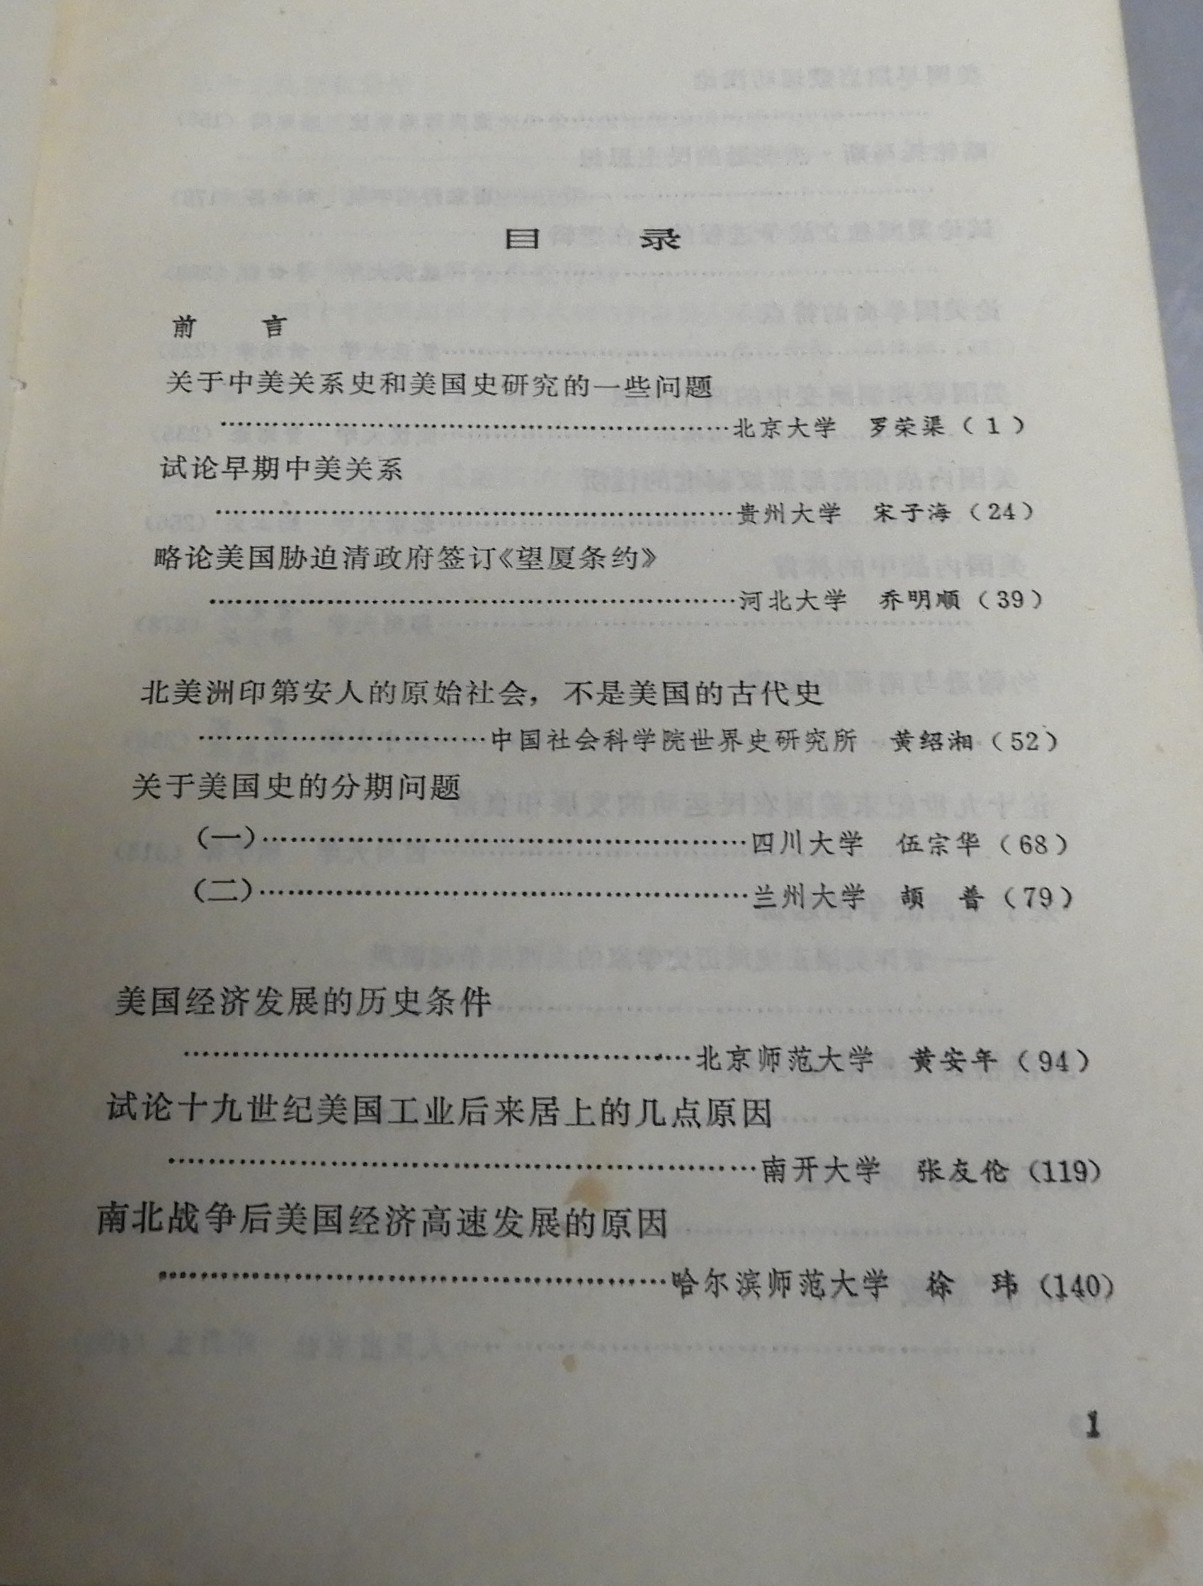 目　　录
前　言
关于中美关系史和美国史研究的一些问题
……………………………………………北京大学　罗荣渠（1）
试论早期中美关系
……………………………………………贵州大学　宋子海（24）
略论美国胁迫清政府签订《望厦条约》
……………………………………………河北大学　乔明顺（39）
北美洲印第安人的原始社会，不是美国的古代史
…………………………中国社会科学院世界史研究所　黄绍湘（52）
关于美国史的分期问题
（一）…………………………………………四川大学　伍宗华（68）
（二）…………………………………………兰州大学　颉　普（79）
美国经济发展的历史条件
…………………………………………北京师范大学　黄安年（94）
试论十九世纪美国工业后来居上的几点原因
……………………………………………南开大学　张友伦（119）
南北战争后美国经济高速发展的原因
…………………………………………哈尔滨师范大学　徐　玮（140）
1